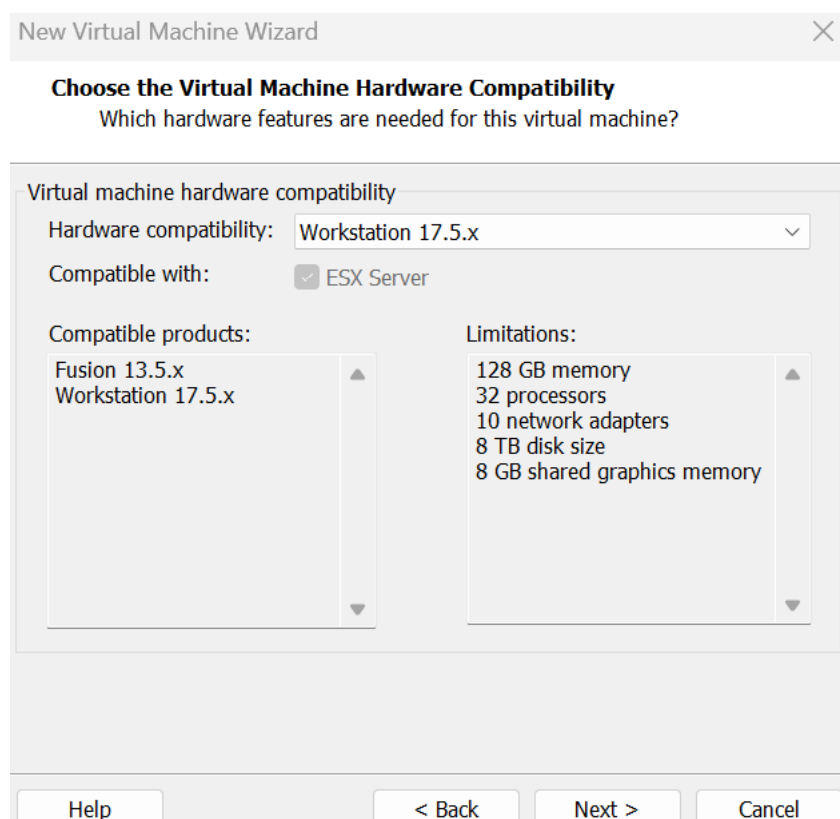 New Virtual Machine Wizard
Choose the Virtual Machine Hardware Compatibility
Which hardware features are needed for this virtual machine?
Virtual machine hardware compatibility
Hardware compatibility: Workstation 17.5.x
Compatible with: ESX Server
Compatible products:
Fusion 13.5.x
Workstation 17.5.x
Limitations:
128 GB memory
32 processors
10 network adapters
8 TB disk size
8 GB shared graphics memory
Help < Back Next > Cancel